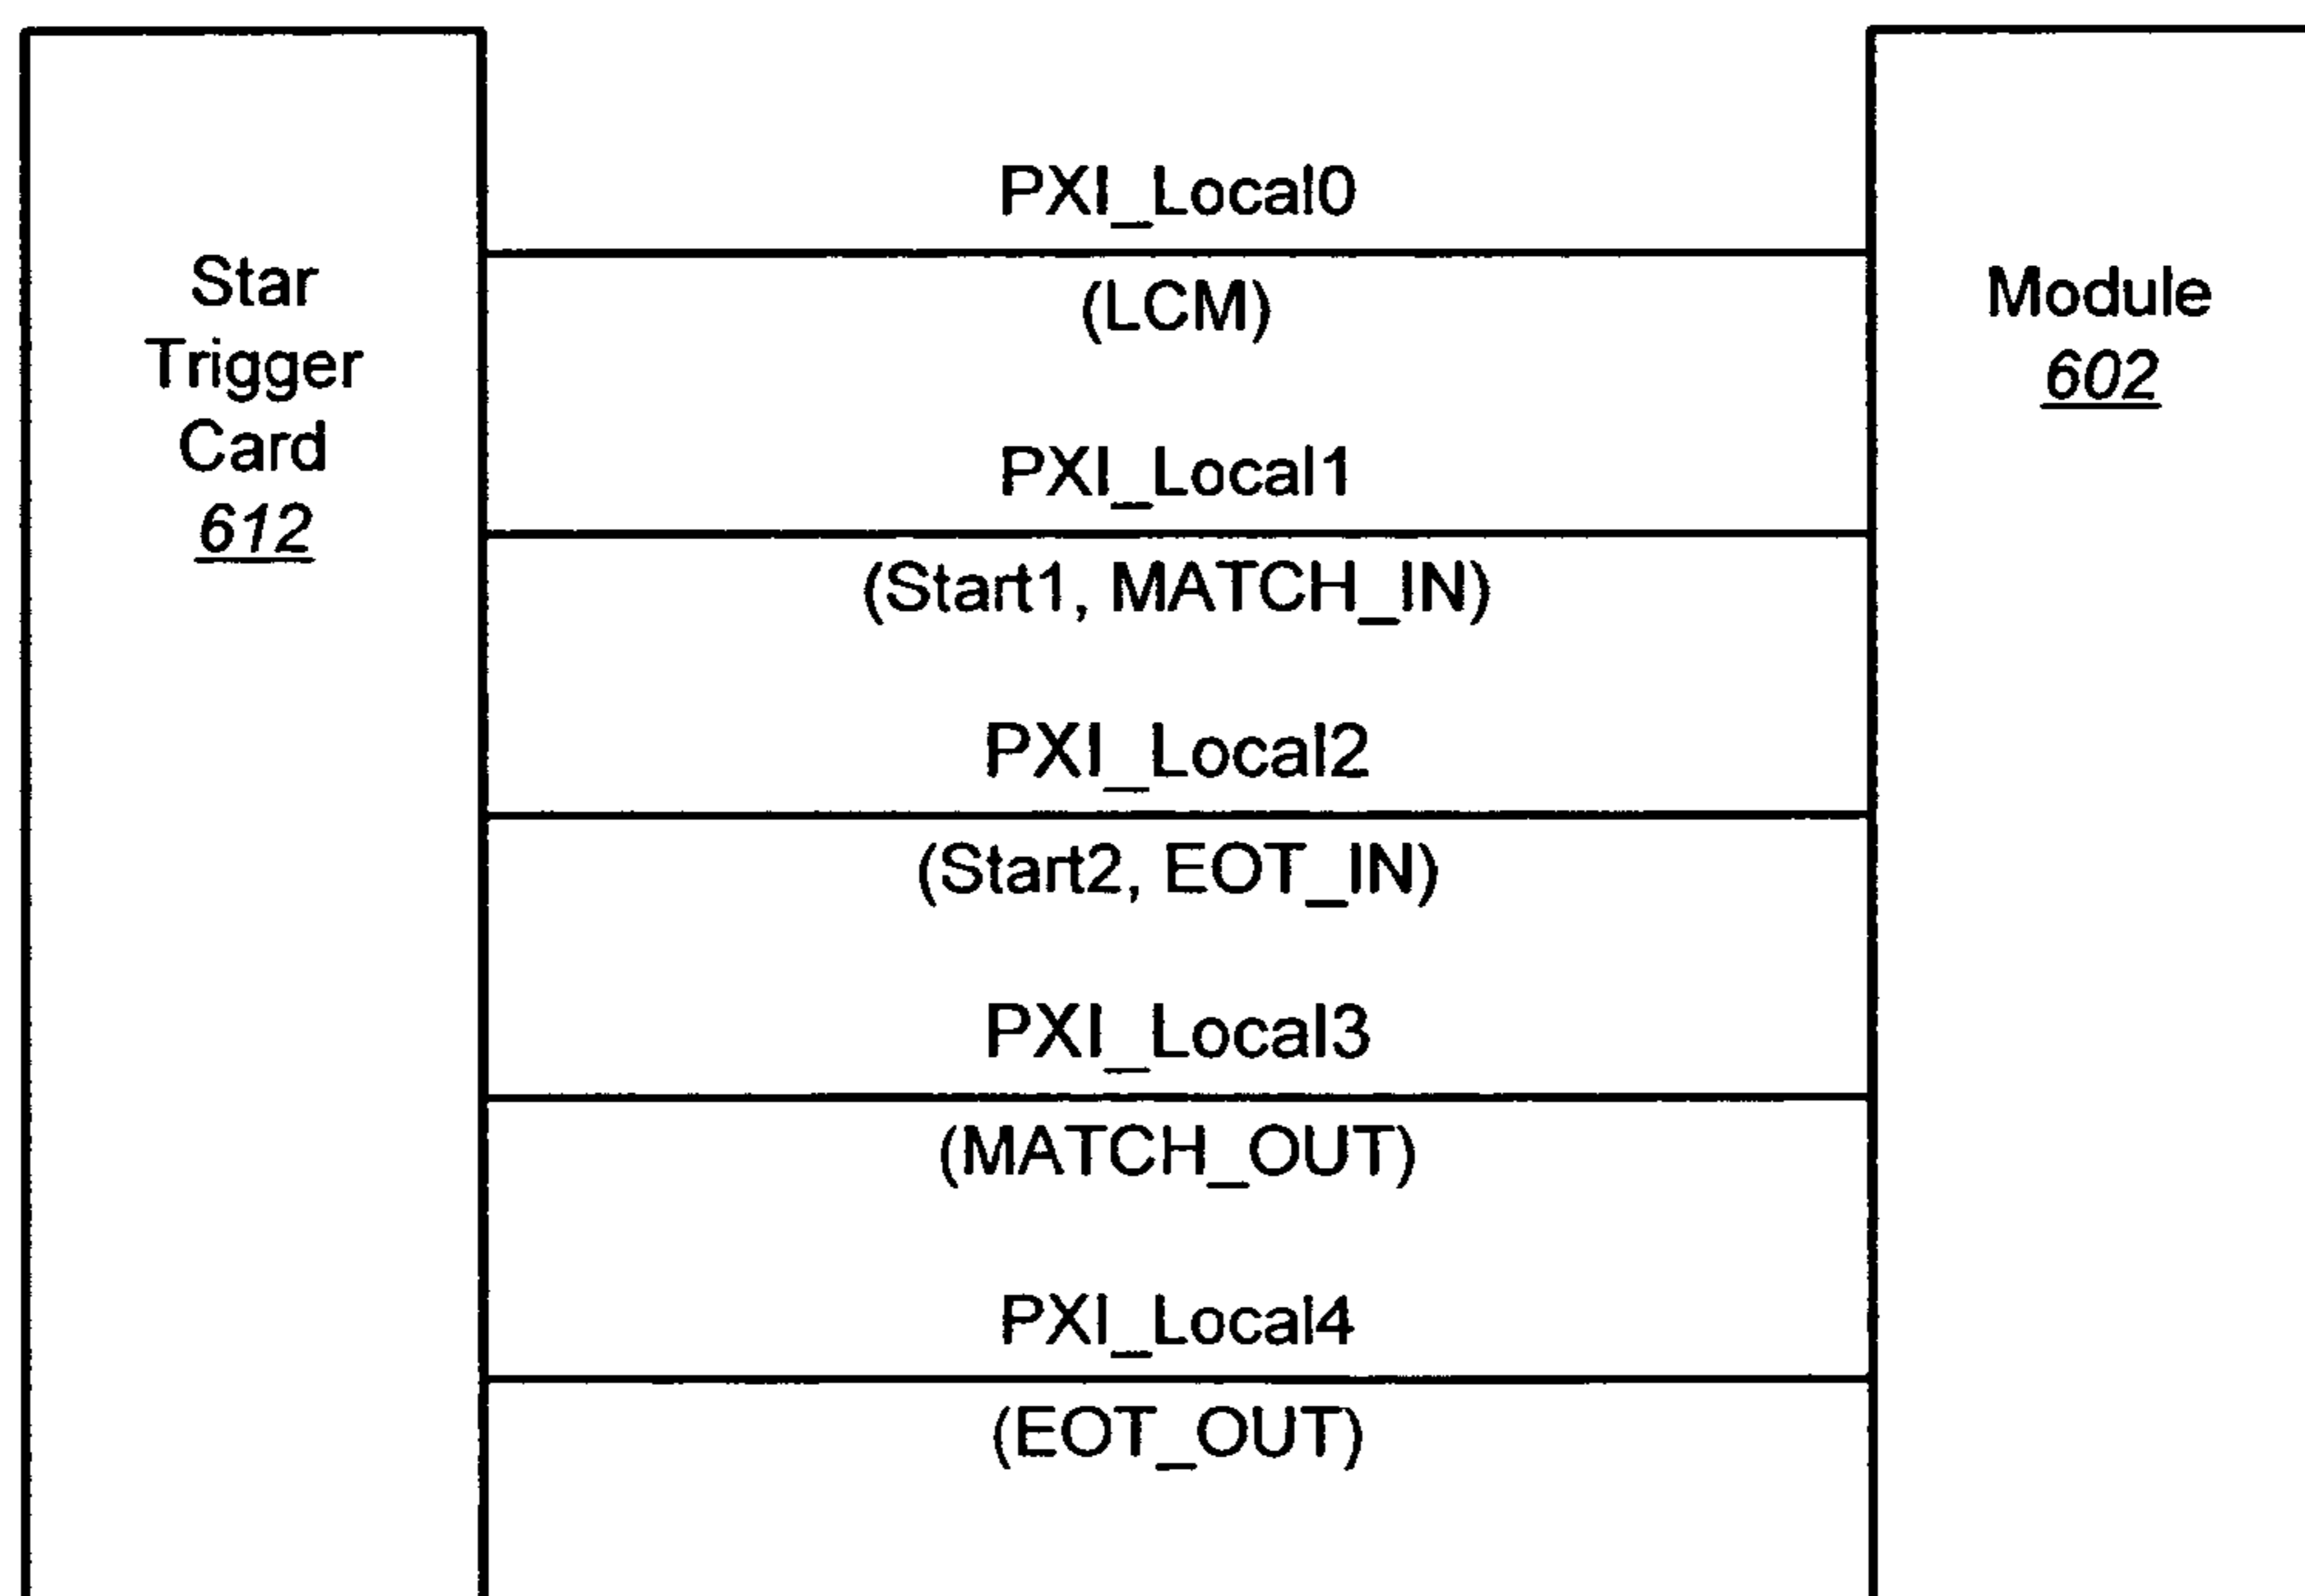 Star
Trigger
Card
612
PXI_Local0
(LCM)
PXI_Local1
(Start1, MATCH_IN)
PXI_Local2
(Start2, EOT_IN)
PXI_Local3
(MATCH_OUT)
PXI_Local4
(EOT_OUT)
Module
602